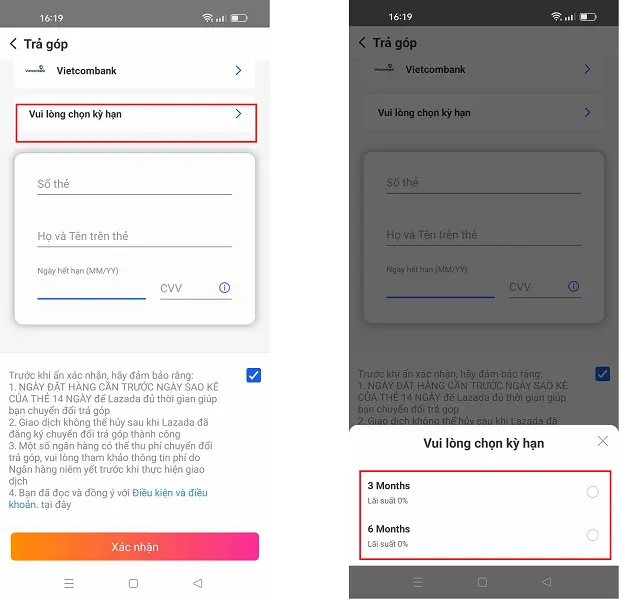 16:19
Trả góp
Vietcombank
Vietcombank
Vui lòng chọn kỳ hạn
Số thẻ
Họ và Tên trên thẻ
Ngày hết hạn (MM/YY)
CVV
Trước khi ấn xác nhận, hãy đảm bảo rằng:
1. NGÀY ĐẶT HÀNG CẦN TRƯỚC NGÀY SAO KÊ
CỦA THẺ 14 NGÀY để Lazada đủ thời gian giúp
bạn chuyển đổi trả góp
2. Giao dịch không thể hủy sau khi Lazada đã
đăng ký chuyển đổi trả góp thành công
3. Một số ngân hàng có thể thu phí chuyển đổi
trả góp, vui lòng tham khảo thông tin phí do
Ngân hàng niêm yết trước khi thực hiện giao
dịch
4. Bạn đã đọc và đồng ý với Điều kiện và điều
khoản. tại đây
Xác nhận
16:19
Trả góp
Vietcombank
Vietcombank
Vui lòng chọn kỳ hạn
Số thẻ
Họ và Tên trên thẻ
Ngày hết hạn (MM/YY)
CVV
Trước khi ấn xác nhận, hãy đảm bảo rằng:
1. NGÀY ĐẶT HÀNG CẦN TRƯỚC NGÀY SAO KÊ
CỦA THẺ 14 NGÀY để Lazada đủ thời gian giúp
bạn chuyển đổi trả góp
2. Giao dịch không thể hủy sau khi Lazada đã
Vui lòng chọn kỳ hạn
3 Months
Lãi suất 0%
6 Months
Lãi suất 0%